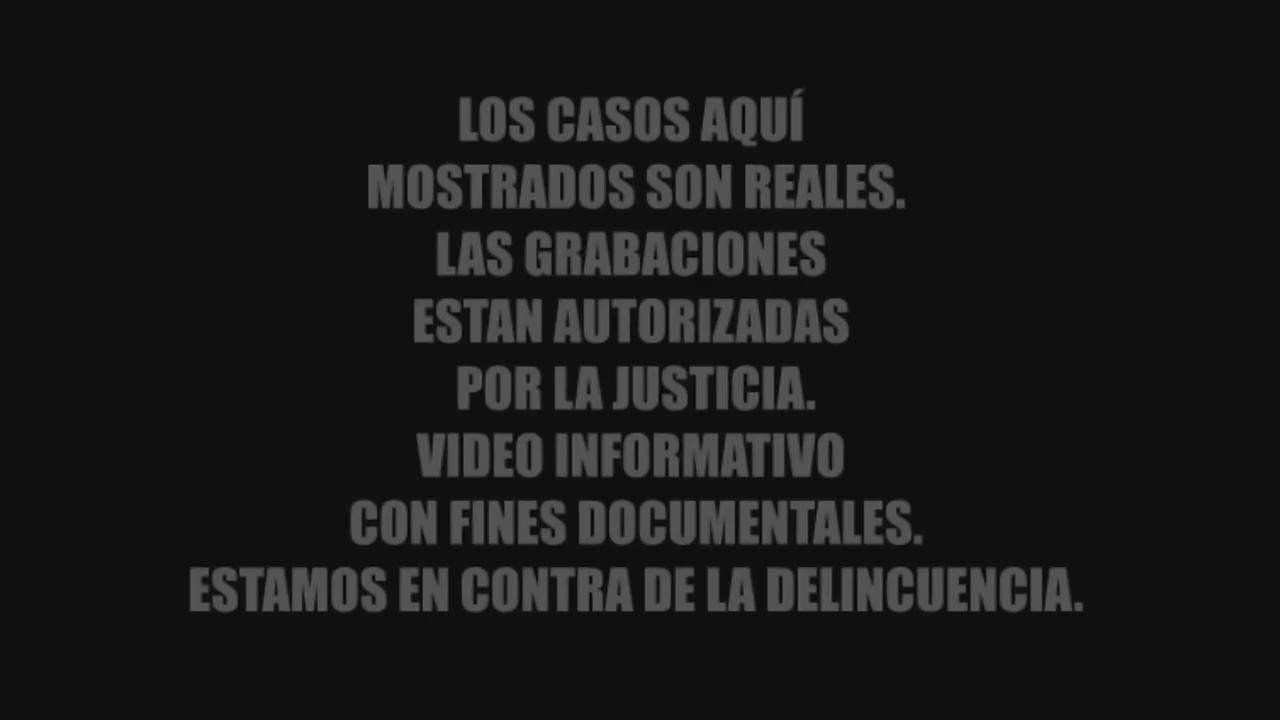 LOS CASOS AQUÍ
MOSTRADOS SON REALES.
LAS GRABACIONES
ESTAN AUTORIZADAS
POR LA JUSTICIA.
VIDEO INFORMATIVO
CON FINES DOCUMENTALES.
ESTAMOS EN CONTRA DE LA DELINCUENCIA.